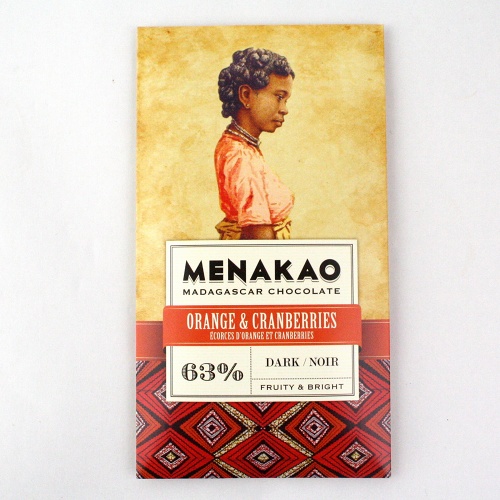 MENAKAO
MADAGASCAR CHOCOLATE
ORANGE & CRANBERRIES
ÉCORCES D'ORANGE ET CRANBERRIES
63%
DARK / NOIR
FRUITY & BRIGHT